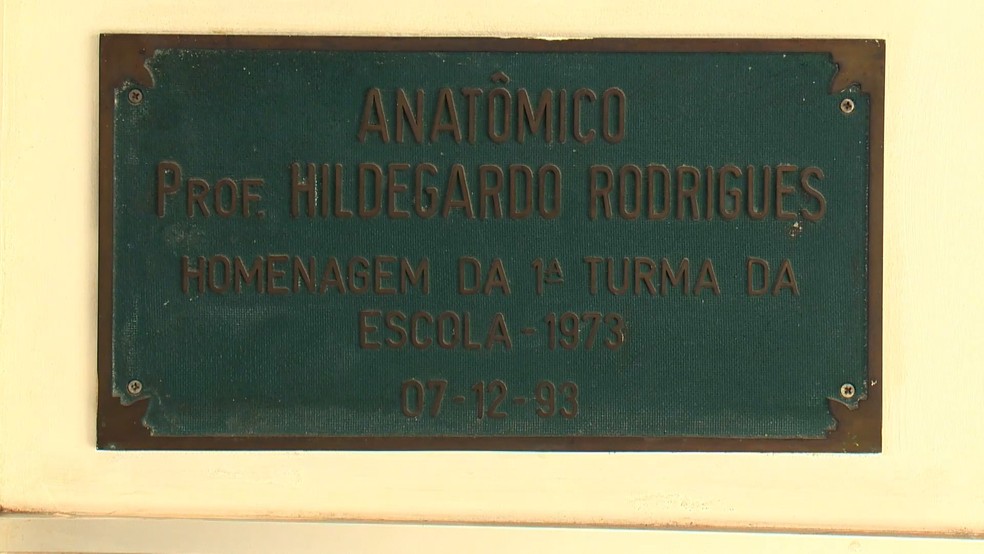 ANATÔMICO
PROF. HILDEGARDO RODRIGUES
HOMENAGEM DA 1ª TURMA DA
ESCOLA - 1973
07-12-93